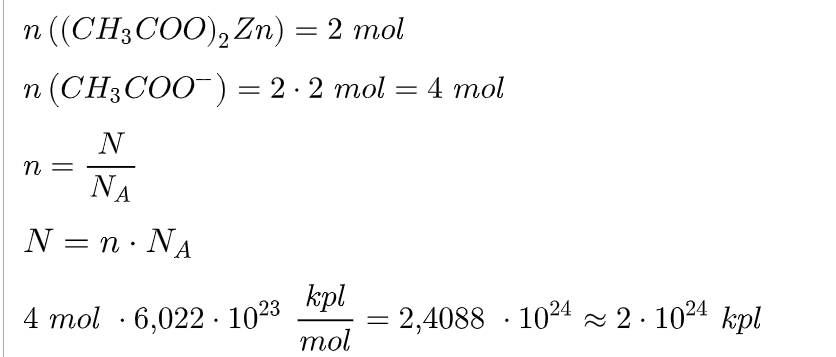 n((CH₃COO)₂Zn) = 2 mol
n(CH₃COO⁻) = 2 · 2 mol = 4 mol
n = N/N_A
N = n · N_A
4 mol · 6,022 · 10²³ kpl/mol = 2,4088 · 10²⁴ ≈ 2 · 10²⁴ kpl